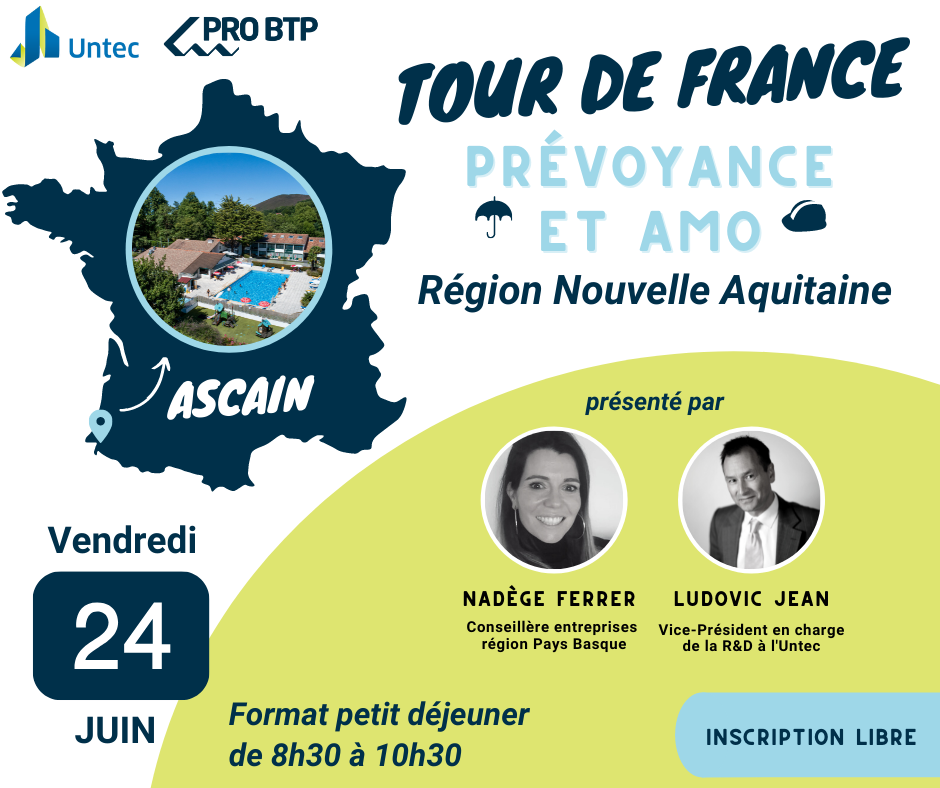 Untec
PRO BTP
TOUR DE FRANCE
PRÉVOYANCE
ET AMO
Région Nouvelle Aquitaine
ASCAIN
présenté par
NADÈGE FERRER
Conseillère entreprises
région Pays Basque
LUDOVIC JEAN
Vice-Président en charge
de la R&D à l'Untec
Vendredi
24
JUIN
Format petit déjeuner
de 8h30 à 10h30
INSCRIPTION LIBRE